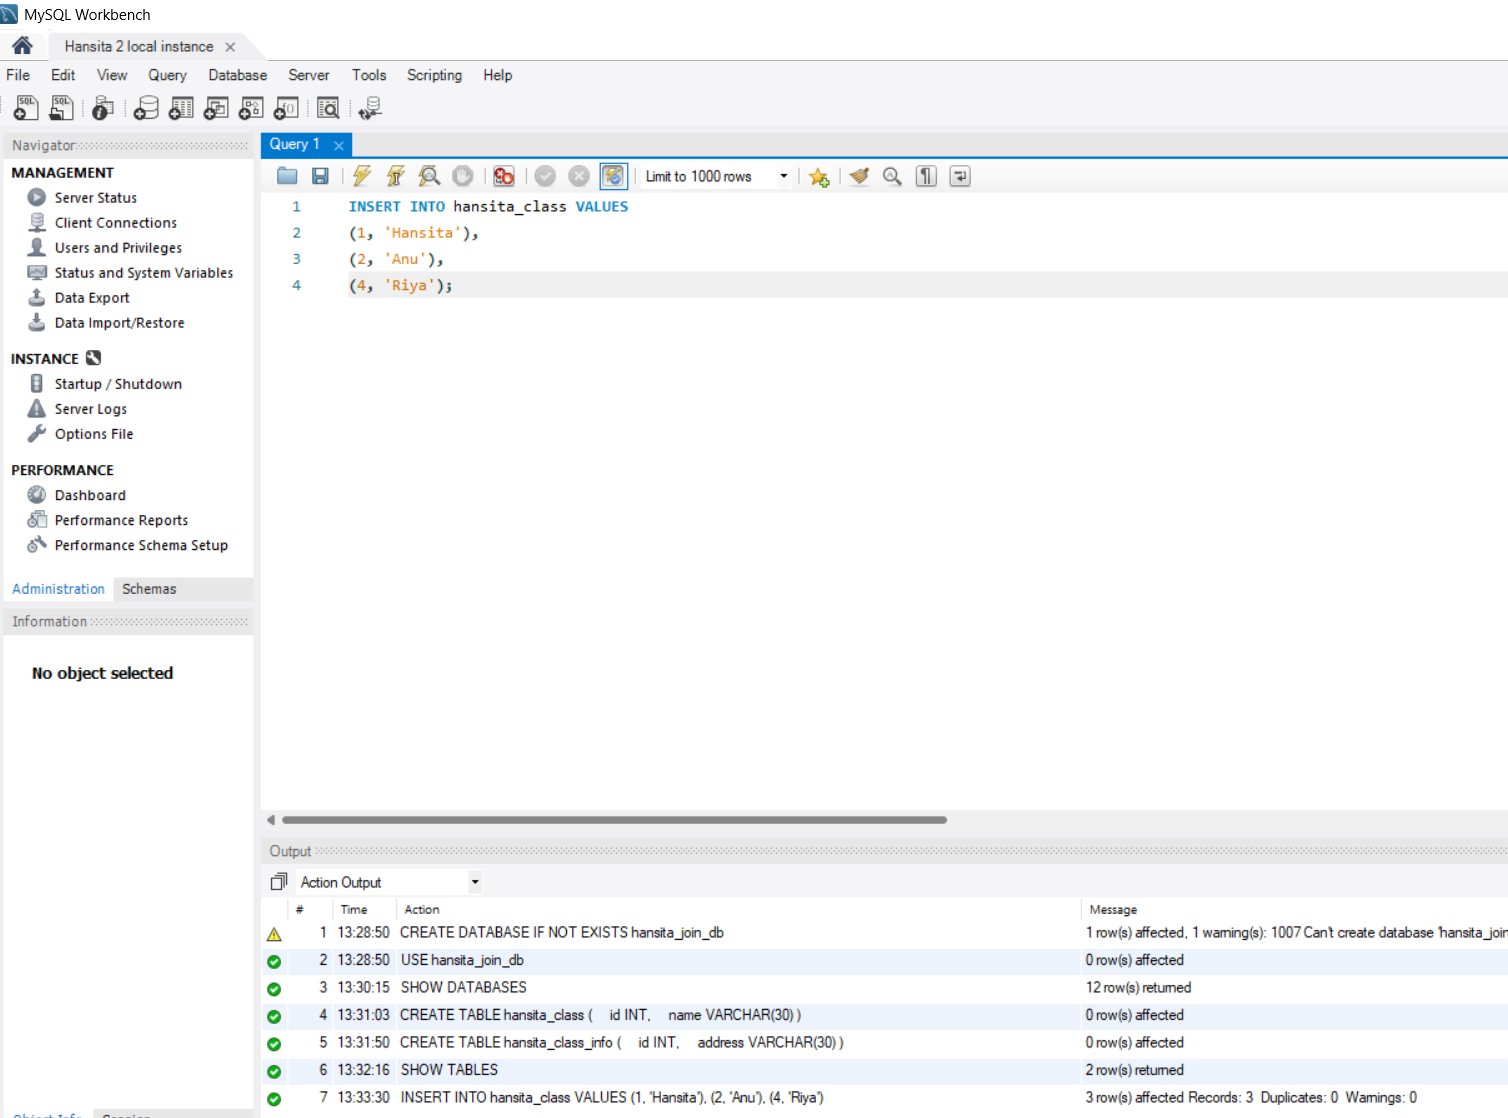 MySQL Workbench
Hansita 2 local instance
File Edit View Query Database Server Tools Scripting Help
Navigator
Query 1
MANAGEMENT
Server Status
Client Connections
Users and Privileges
Status and System Variables
Data Export
Data Import/Restore
INSTANCE
Startup / Shutdown
Server Logs
Options File
PERFORMANCE
Dashboard
Performance Reports
Performance Schema Setup
Administration Schemas
Information
No object selected
Limit to 1000 rows
1 INSERT INTO hansita_class VALUES
2 (1, 'Hansita'),
3 (2, 'Anu'),
4 (4, 'Riya');
Output
Action Output
# Time Action Message
1 13:28:50 CREATE DATABASE IF NOT EXISTS hansita_join_db 1 row(s) affected, 1 warning(s): 1007 Can't create database 'hansita_join
2 13:28:50 USE hansita_join_db 0 row(s) affected
3 13:30:15 SHOW DATABASES 12 row(s) returned
4 13:31:03 CREATE TABLE hansita_class ( id INT, name VARCHAR(30) ) 0 row(s) affected
5 13:31:50 CREATE TABLE hansita_class_info ( id INT, address VARCHAR(30) ) 0 row(s) affected
6 13:32:16 SHOW TABLES 2 row(s) returned
7 13:33:30 INSERT INTO hansita_class VALUES (1, 'Hansita'), (2, 'Anu'), (4, 'Riya') 3 row(s) affected Records: 3 Duplicates: 0 Warnings: 0